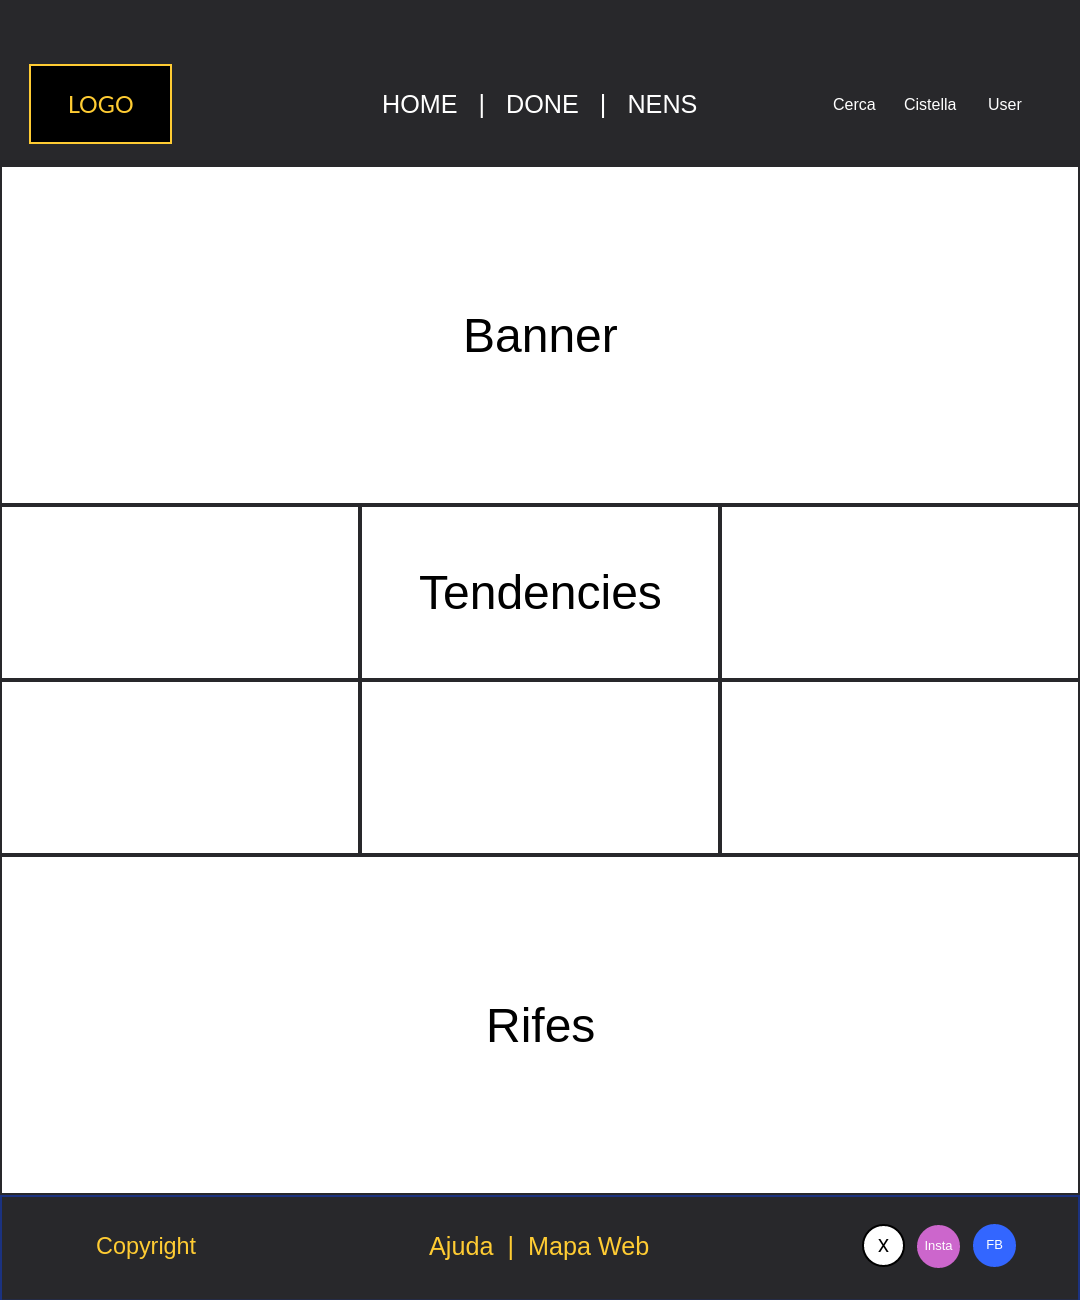 LOGO
HOME | DONE | NENS
Cerca Cistella User
Banner
Tendencies
Rifes
Copyright
Ajuda | Mapa Web
X Insta FB